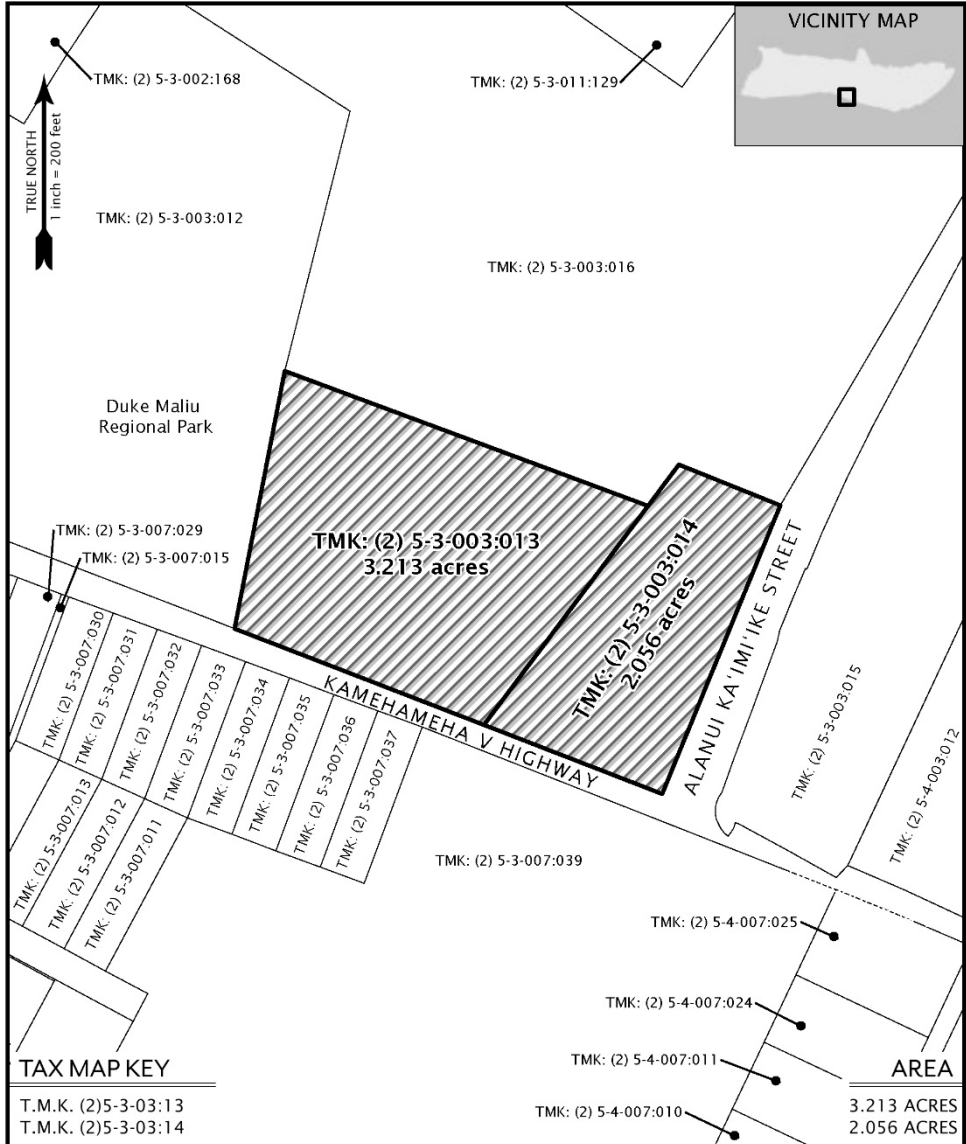 VICINITY MAP
TMK: (2) 5-3-002:168
TMK: (2) 5-3-011:129
TRUE NORTH
1 inch = 200 feet
TMK: (2) 5-3-003:012
TMK: (2) 5-3-003:016
Duke Maliu
Regional Park
TMK: (2) 5-3-003:013
3.213 acres
TMK: (2) 5-3-003:014
2.056 acres
ALANUI KA'IMI'IKE STREET
TMK: (2) 5-3-007:029
TMK: (2) 5-3-007:015
TMK: (2) 5-3-007:030
TMK: (2) 5-3-007:031
TMK: (2) 5-3-007:032
TMK: (2) 5-3-007:033
TMK: (2) 5-3-007:034
TMK: (2) 5-3-007:035
TMK: (2) 5-3-007:036
TMK: (2) 5-3-007:037
KAMEHAMEHA V HIGHWAY
TMK: (2) 5-3-003:015
TMK: (2) 5-4-003:012
TMK: (2) 5-3-007:013
TMK: (2) 5-3-007:012
TMK: (2) 5-3-007:011
TMK: (2) 5-3-007:039
TMK: (2) 5-4-007:025
TMK: (2) 5-4-007:024
TMK: (2) 5-4-007:011
TMK: (2) 5-4-007:010
TAX MAP KEY
T.M.K. (2)5-3-03:13
T.M.K. (2)5-3-03:14
AREA
3.213 ACRES
2.056 ACRES